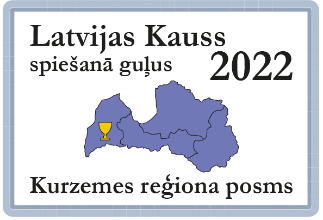 Latvijas Kauss
spiešanā guļus 2022
Kurzemes reģiona posms